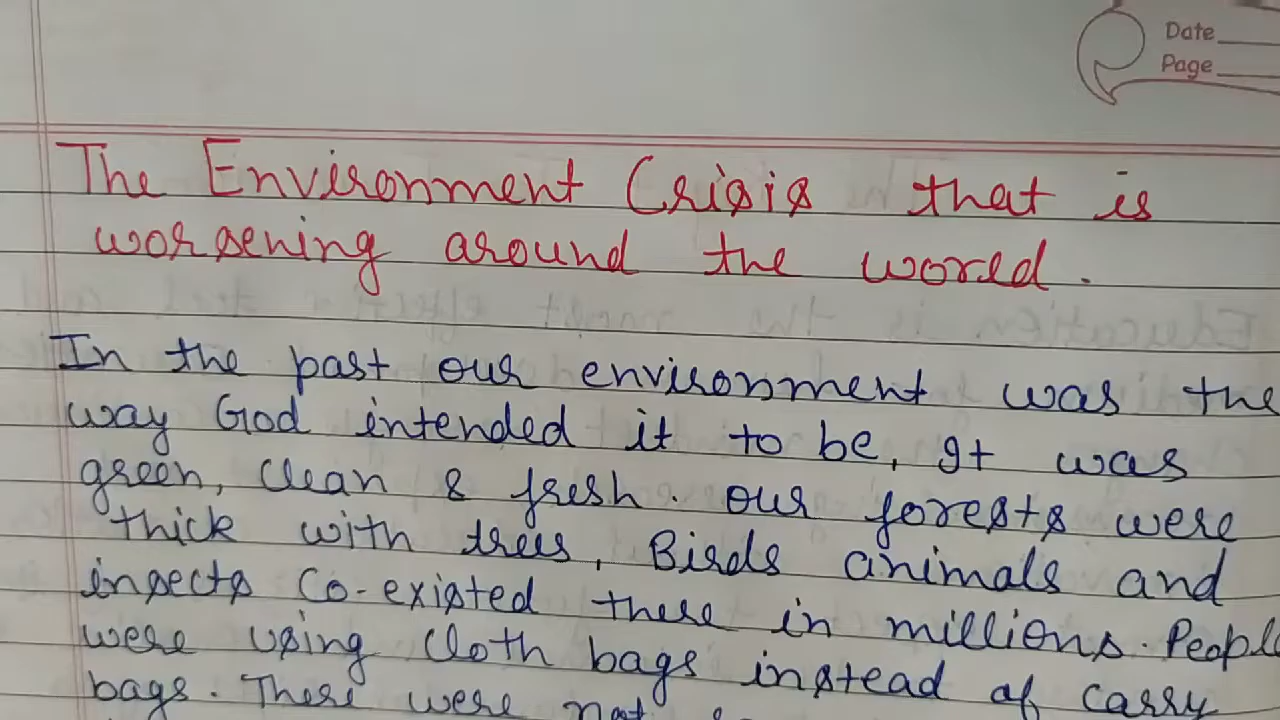 Date
Page
The Environment Crisis that is
worsening around the world.
In the past our environment was the
way God intended it to be, It was
green, clean & fresh. our forests were
thick with trees, Birds animals and
insects co-existed there in millions. Peopl
were using cloth bags instead of carry
bags. There were not